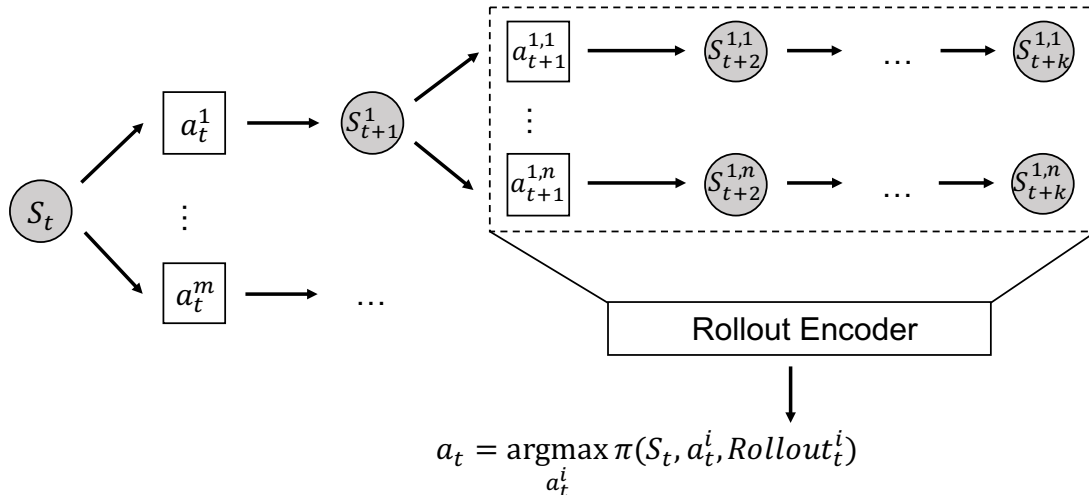 a_{t+1}^{1,1} S_{t+2}^{1,1} … S_{t+k}^{1,1}
a_t^1 S_{t+1}^1 ⋮
a_{t+1}^{1,n} S_{t+2}^{1,n} … S_{t+k}^{1,n}
S_t ⋮
a_t^m …
Rollout Encoder
a_t = argmax π(S_t, a_t^i, Rollout_t^i)
a_t^i